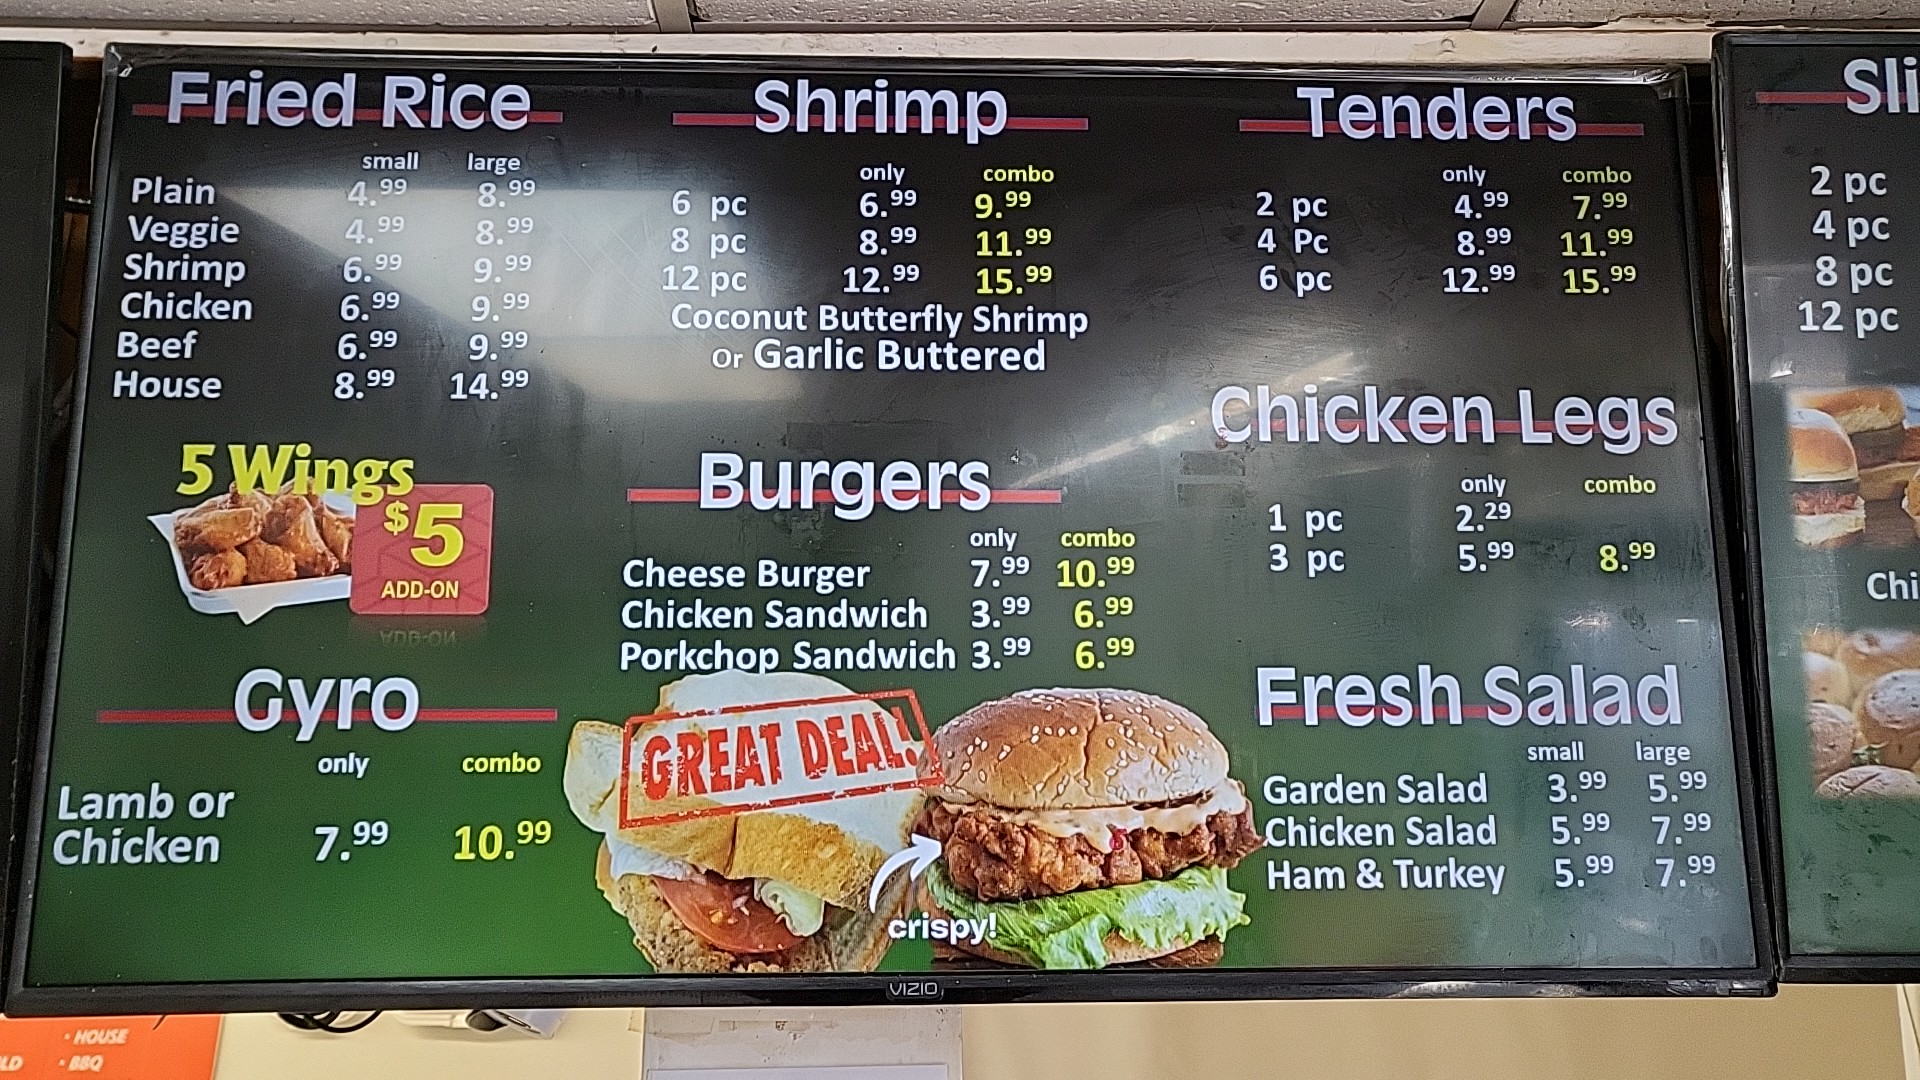 Fried Rice
small large
Plain 4.99 8.99
Veggie 4.99 8.99
Shrimp 6.99 9.99
Chicken 6.99 9.99
Beef 6.99 9.99
House 8.99 14.99
5 Wings
$5
ADD-ON
Gyro
only combo
Lamb or
Chicken 7.99 10.99
Shrimp
only combo
6 pc 6.99 9.99
8 pc 8.99 11.99
12 pc 12.99 15.99
Coconut Butterfly Shrimp
Or Garlic Buttered
Burgers
only combo
Cheese Burger 7.99 10.99
Chicken Sandwich 3.99 6.99
Porkchop Sandwich 3.99 6.99
GREAT DEAL!
crispy!
Tenders
only combo
2 pc 4.99 7.99
4 Pc 8.99 11.99
6 pc 12.99 15.99
Chicken Legs
only combo
1 pc 2.29
3 pc 5.99 8.99
Fresh Salad
small large
Garden Salad 3.99 5.99
Chicken Salad 5.99 7.99
Ham & Turkey 5.99 7.99
VIZIO
Sli
2 pc
4 pc
8 pc
12 pc
Chi
• HOUSE
LD • BBQ